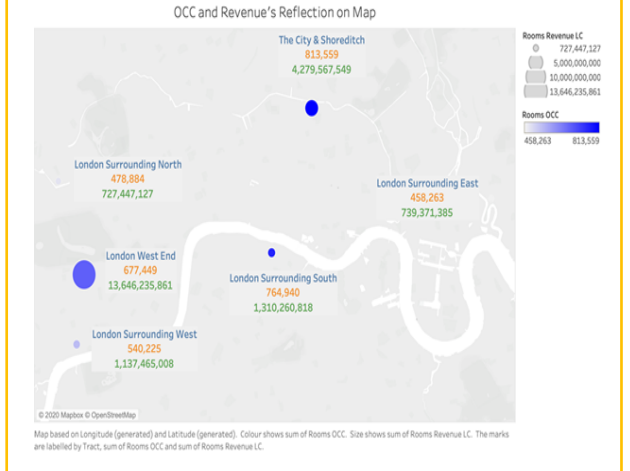 OCC and Revenue's Reflection on Map
The City & Shoreditch
813,559
4,279,567,549
London Surrounding North
478,884
727,447,127
London Surrounding East
458,263
739,371,385
London West End
677,449
13,646,235,861
London Surrounding South
764,940
1,310,260,818
London Surrounding West
540,225
1,137,465,008
© 2020 Mapbox © OpenStreetMap
Rooms Revenue LC
727,447,127
5,000,000,000
10,000,000,000
13,646,235,861
Rooms OCC
458,263 813,559
Map based on Longitude (generated) and Latitude (generated). Colour shows sum of Rooms OCC. Size shows sum of Rooms Revenue LC. The marks
are labelled by Tract, sum of Rooms OCC and sum of Rooms Revenue LC.